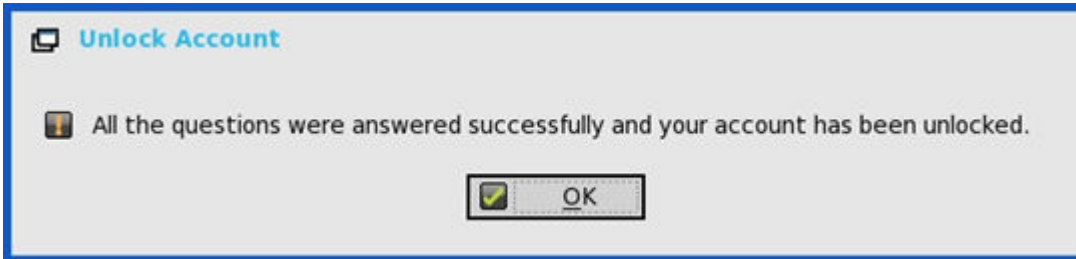 Unlock Account
All the questions were answered successfully and your account has been unlocked.
OK